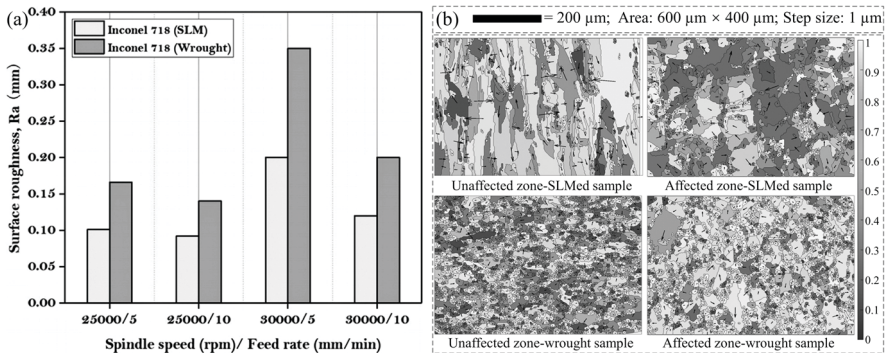 (a)
0.40
0.35
0.30
0.25
0.20
0.15
0.10
0.05
0.00
Surface roughness, Ra (mm)
Inconel 718 (SLM)
Inconel 718 (Wrought)
25000/5
25000/10
30000/5
30000/10
Spindle speed (rpm)/ Feed rate (mm/min)
(b)
= 200 µm; Area: 600 µm × 400 µm; Step size: 1 µm
Unaffected zone-SLMed sample
Affected zone-SLMed sample
Unaffected zone-wrought sample
Affected zone-wrought sample
1
0.9
0.8
0.7
0.6
0.5
0.4
0.3
0.2
0.1
0